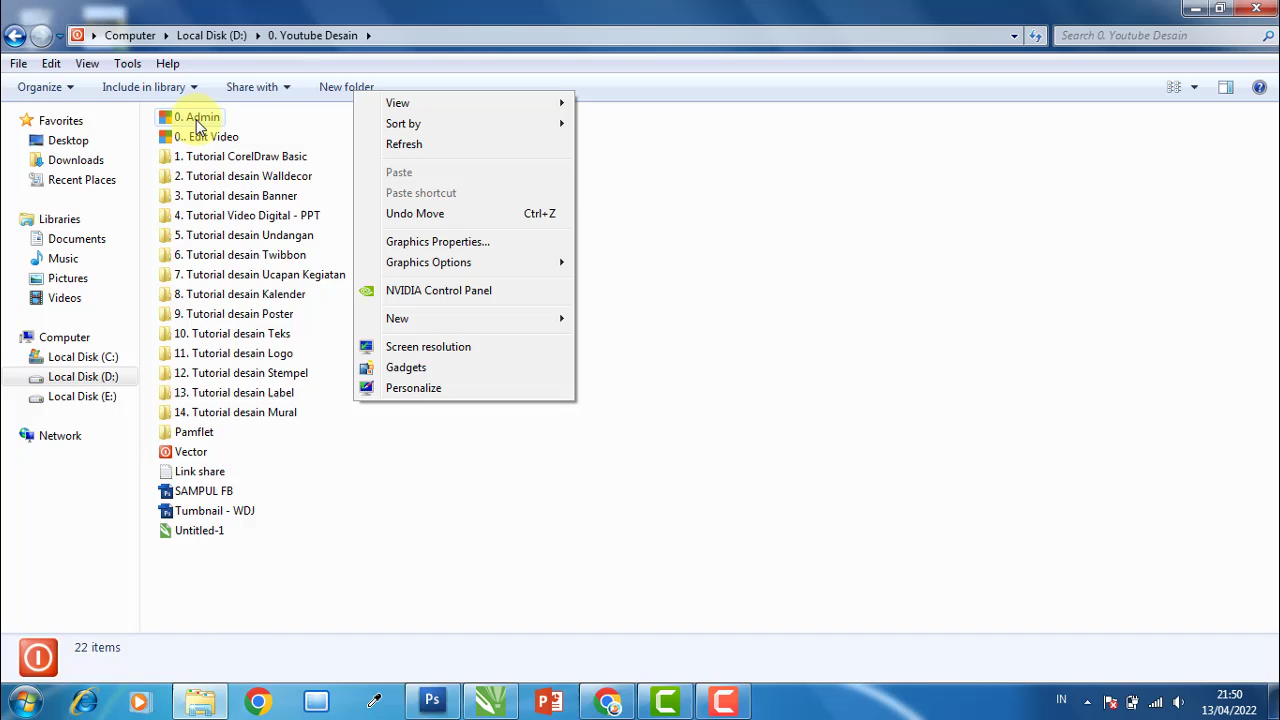 Computer Local Disk (D:) 0. Youtube Desain Search 0. Youtube Desain
File Edit View Tools Help
Organize Include in library Share with New folder
Favorites
Desktop
Downloads
Recent Places
Libraries
Documents
Music
Pictures
Videos
Computer
Local Disk (C:)
Local Disk (D:)
Local Disk (E:)
Network
0. Admin
0.. Edit Video
1. Tutorial CorelDraw Basic
2. Tutorial desain Walldecor
3. Tutorial desain Banner
4. Tutorial Video Digital - PPT
5. Tutorial desain Undangan
6. Tutorial desain Twibbon
7. Tutorial desain Ucapan Kegiatan
8. Tutorial desain Kalender
9. Tutorial desain Poster
10. Tutorial desain Teks
11. Tutorial desain Logo
12. Tutorial desain Stempel
13. Tutorial desain Label
14. Tutorial desain Mural
Pamflet
Vector
Link share
SAMPUL FB
Tumbnail - WDJ
Untitled-1
View
Sort by
Refresh
Paste
Paste shortcut
Undo Move Ctrl+Z
Graphics Properties...
Graphics Options
NVIDIA Control Panel
New
Screen resolution
Gadgets
Personalize
22 items
Ps
IN
21:50
13/04/2022